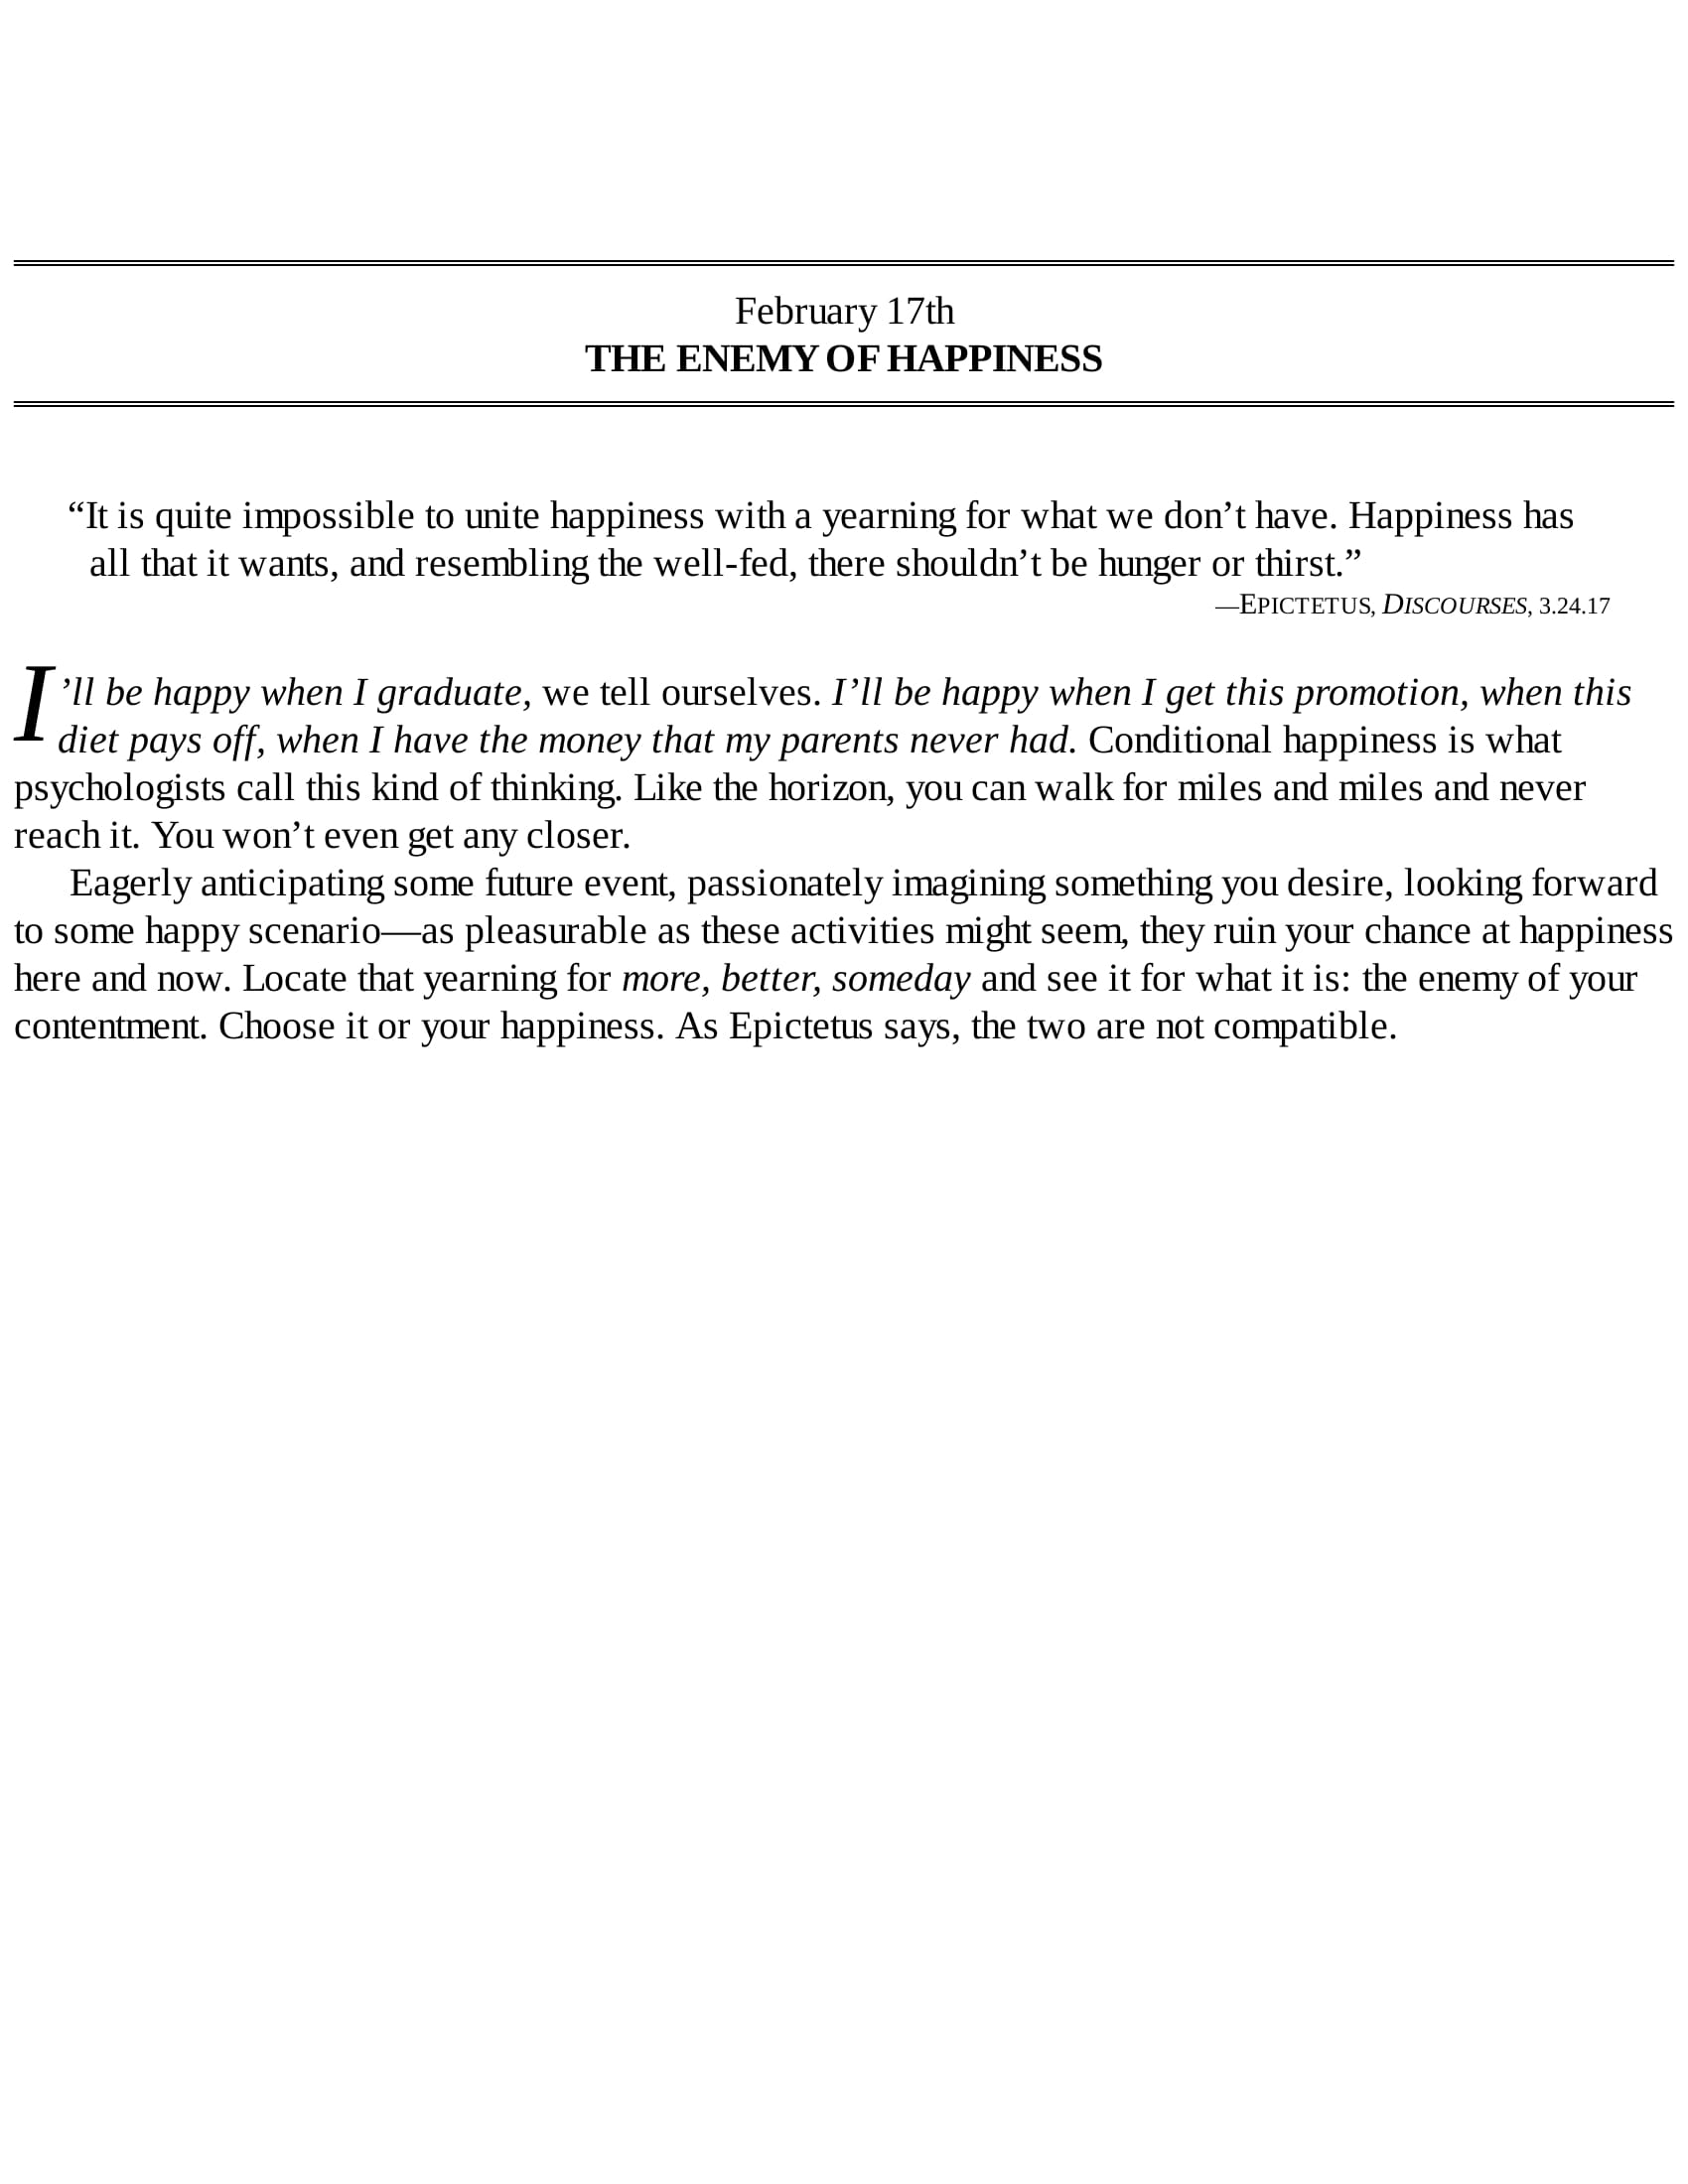 February 17th
THE ENEMY OF HAPPINESS
“It is quite impossible to unite happiness with a yearning for what we don’t have. Happiness has
all that it wants, and resembling the well-fed, there shouldn’t be hunger or thirst.”
—EPICTETUS, DISCOURSES, 3.24.17
I’ll be happy when I graduate, we tell ourselves. I’ll be happy when I get this promotion, when this
diet pays off, when I have the money that my parents never had. Conditional happiness is what
psychologists call this kind of thinking. Like the horizon, you can walk for miles and miles and never
reach it. You won’t even get any closer.
Eagerly anticipating some future event, passionately imagining something you desire, looking forward
to some happy scenario—as pleasurable as these activities might seem, they ruin your chance at happiness
here and now. Locate that yearning for more, better, someday and see it for what it is: the enemy of your
contentment. Choose it or your happiness. As Epictetus says, the two are not compatible.